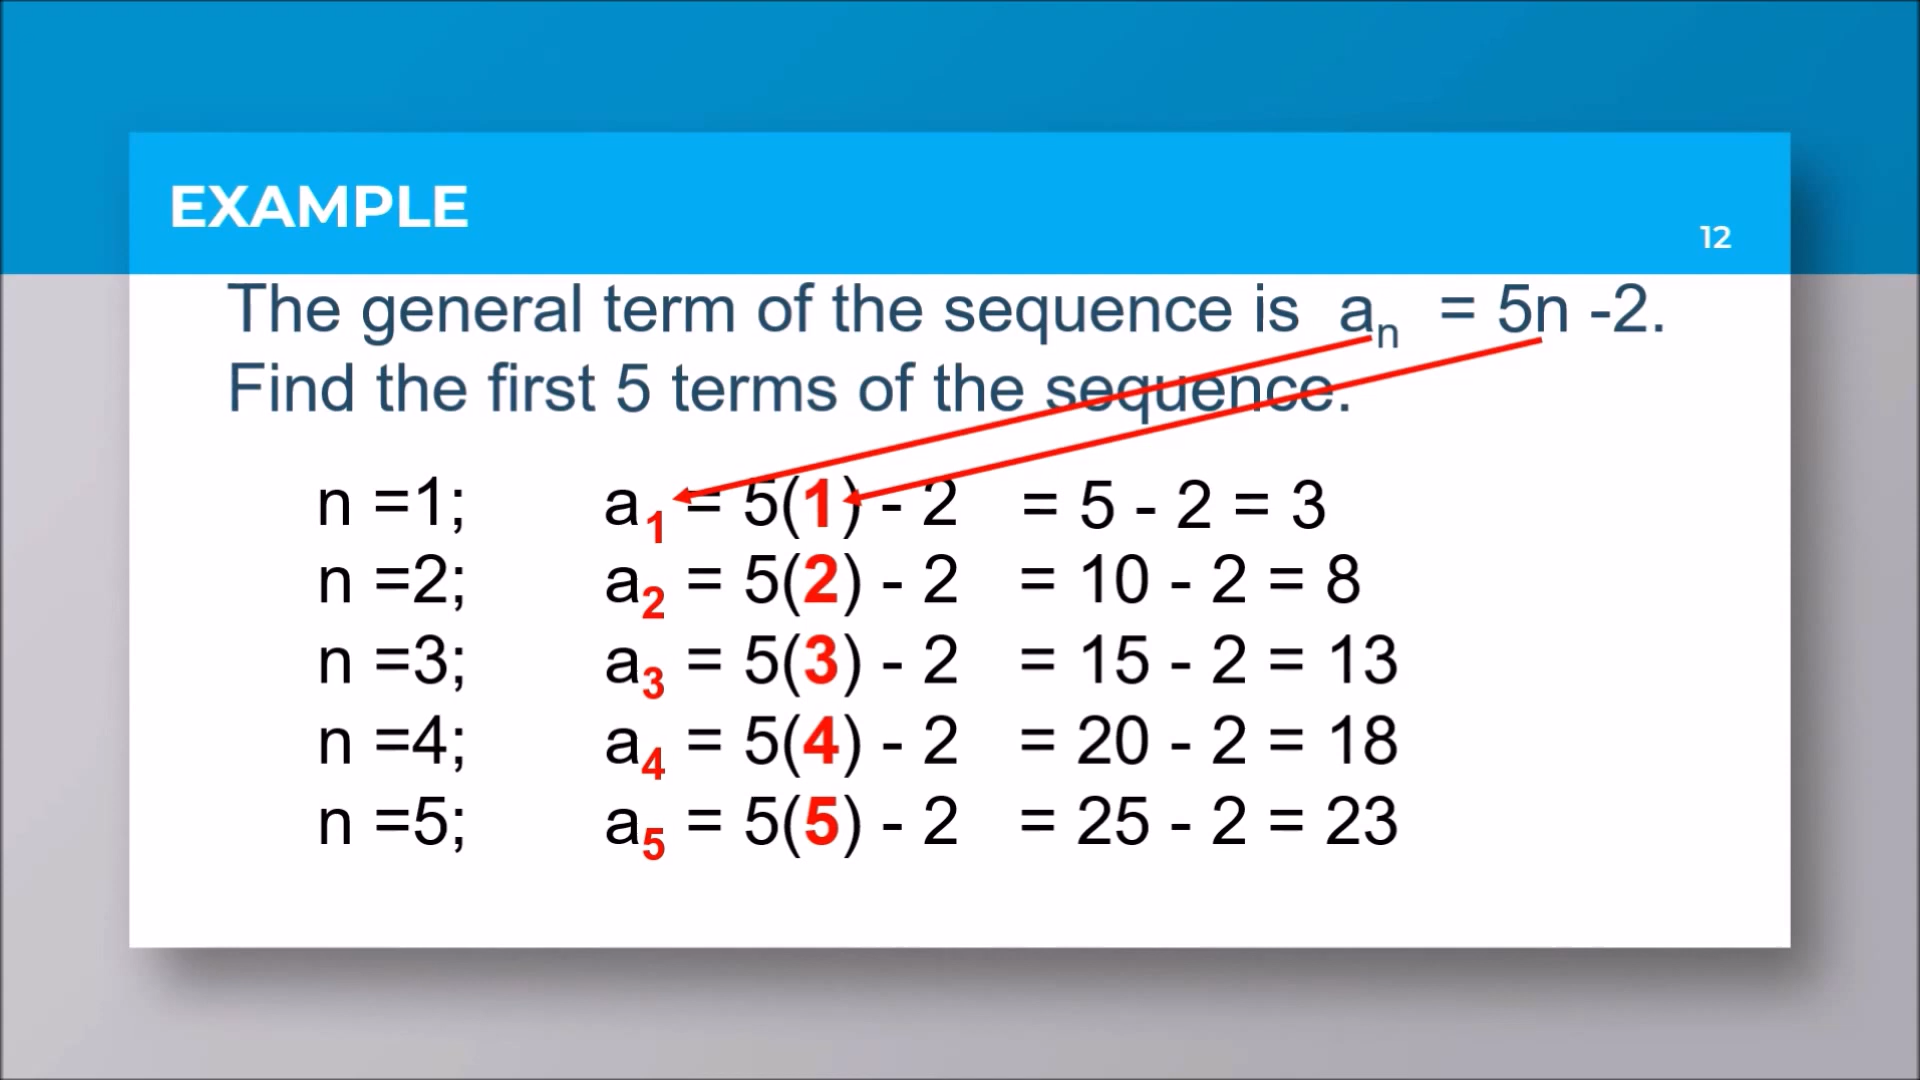 EXAMPLE
12
The general term of the sequence is aₙ = 5n -2.
Find the first 5 terms of the sequence.
n =1; a₁ = 5(1) - 2 = 5 - 2 = 3
n =2; a₂ = 5(2) - 2 = 10 - 2 = 8
n =3; a₃ = 5(3) - 2 = 15 - 2 = 13
n =4; a₄ = 5(4) - 2 = 20 - 2 = 18
n =5; a₅ = 5(5) - 2 = 25 - 2 = 23